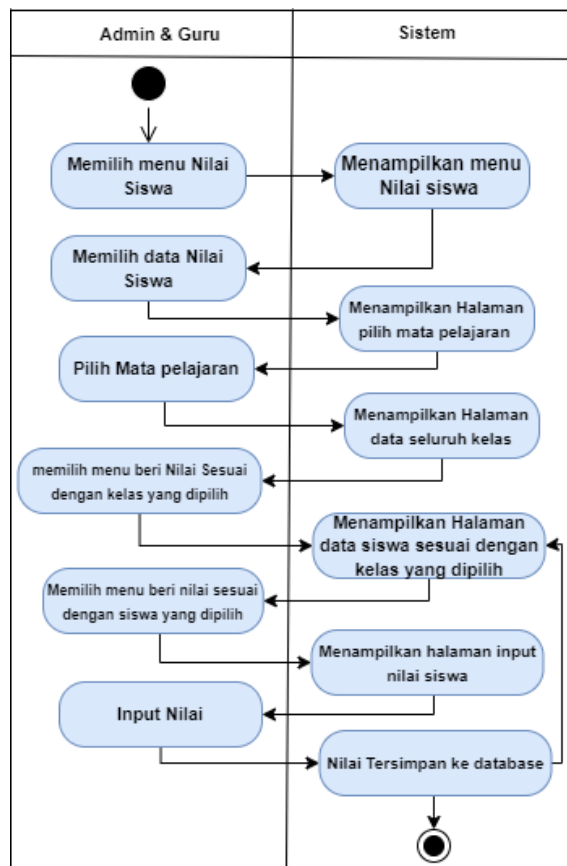 Admin & Guru
Sistem
Memilih menu Nilai
Siswa
Menampilkan menu
Nilai siswa
Memilih data Nilai
Siswa
Menampilkan Halaman
pilih mata pelajaran
Pilih Mata pelajaran
Menampilkan Halaman
data seluruh kelas
memilih menu beri Nilai Sesuai
dengan kelas yang dipilih
Menampilkan Halaman
data siswa sesuai dengan
kelas yang dipilih
Memilih menu beri nilai sesuai
dengan siswa yang dipilih
Menampilkan halaman input
nilai siswa
Input Nilai
Nilai Tersimpan ke database